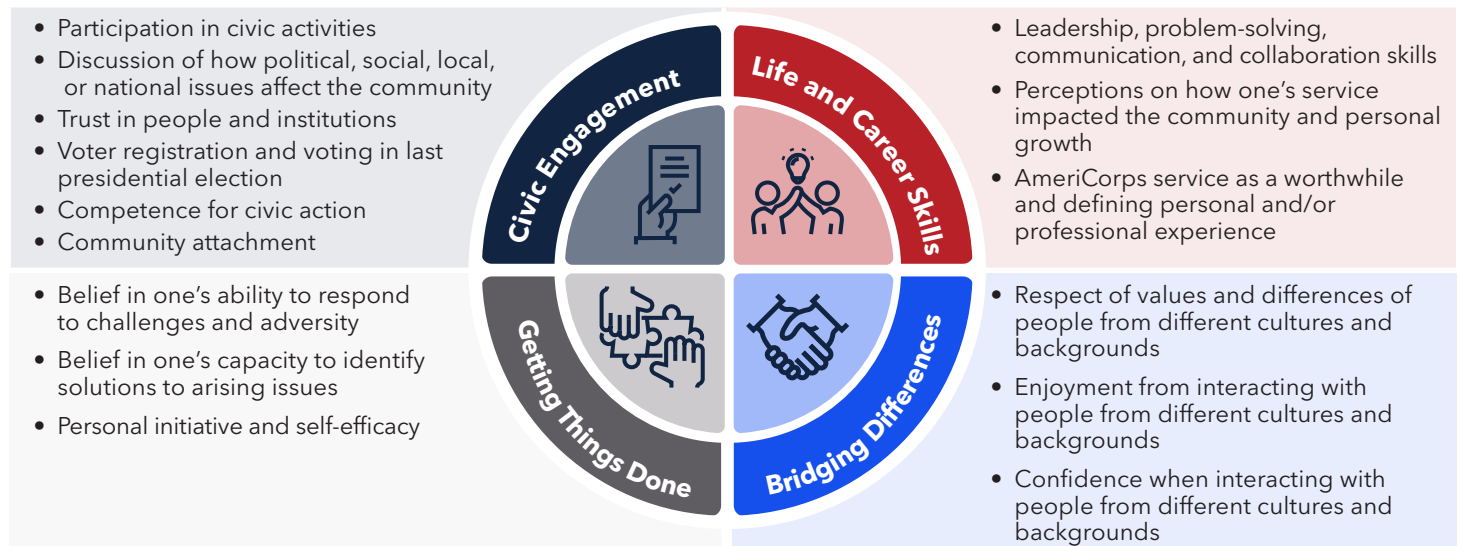 • Participation in civic activities
• Discussion of how political, social, local,
or national issues affect the community
• Trust in people and institutions
• Voter registration and voting in last
presidential election
• Competence for civic action
• Community attachment
Civic Engagement
Life and Career Skills
• Leadership, problem-solving,
communication, and collaboration skills
• Perceptions on how one’s service
impacted the community and personal
growth
• AmeriCorps service as a worthwhile
and defining personal and/or
professional experience
• Belief in one’s ability to respond
to challenges and adversity
• Belief in one’s capacity to identify
solutions to arising issues
• Personal initiative and self-efficacy
Getting Things Done
Bridging Differences
• Respect of values and differences of
people from different cultures and
backgrounds
• Enjoyment from interacting with
people from different cultures and
backgrounds
• Confidence when interacting with
people from different cultures and
backgrounds